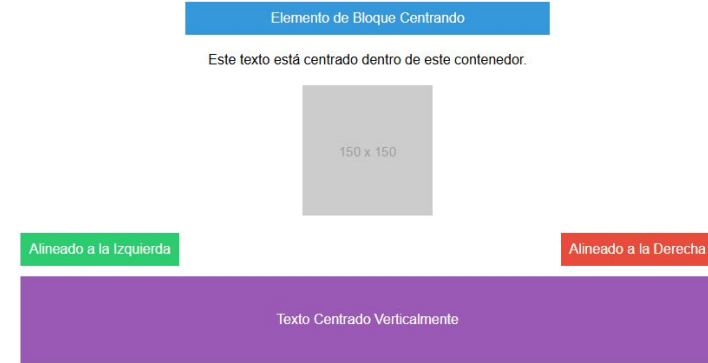 Elemento de Bloque Centrando
Este texto está centrado dentro de este contenedor.
150 x 150
Alineado a la Izquierda
Alineado a la Derecha
Texto Centrado Verticalmente